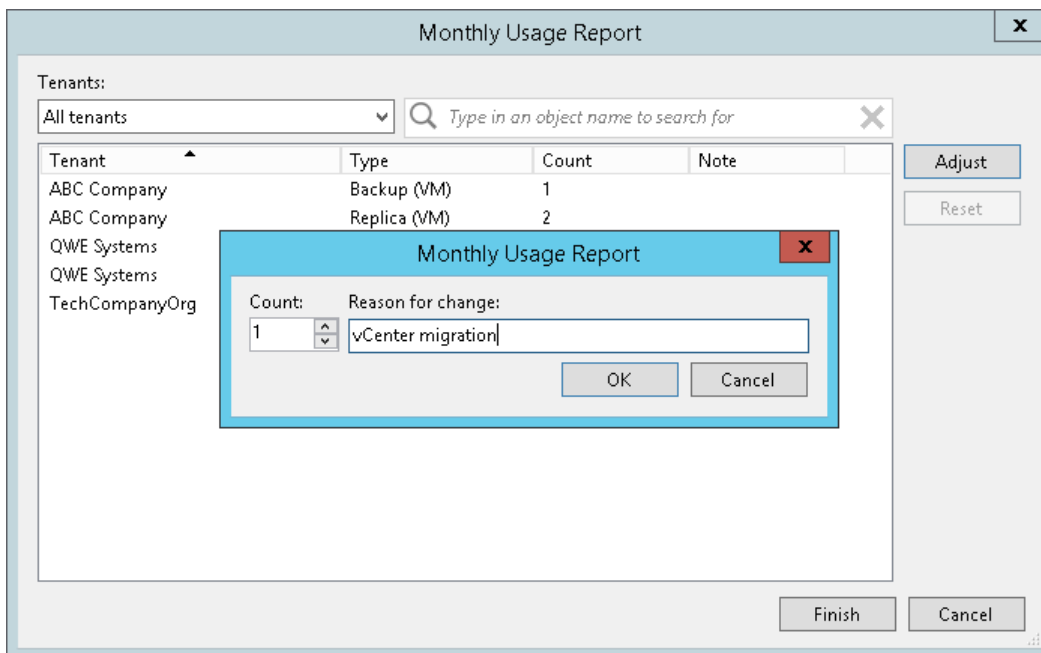 Monthly Usage Report
x
Tenants:
All tenants Type in an object name to search for
Tenant Type Count Note
Adjust
ABC Company Backup (VM) 1
ABC Company Replica (VM) 2
Reset
QWE Systems
QWE Systems
TechCompanyOrg
Monthly Usage Report
x
Count: Reason for change:
1 vCenter migration
OK Cancel
Finish Cancel